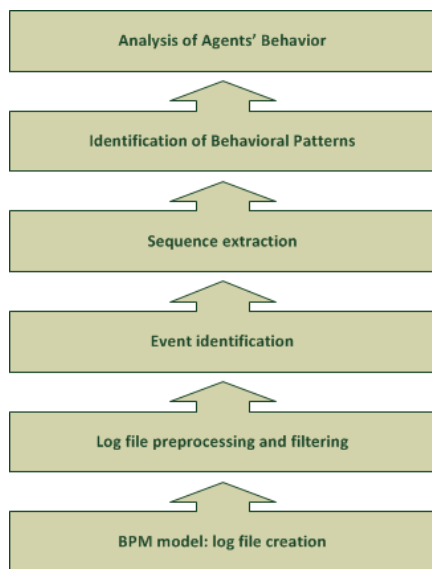 Analysis of Agents' Behavior
Identification of Behavioral Patterns
Sequence extraction
Event identification
Log file preprocessing and filtering
BPM model: log file creation